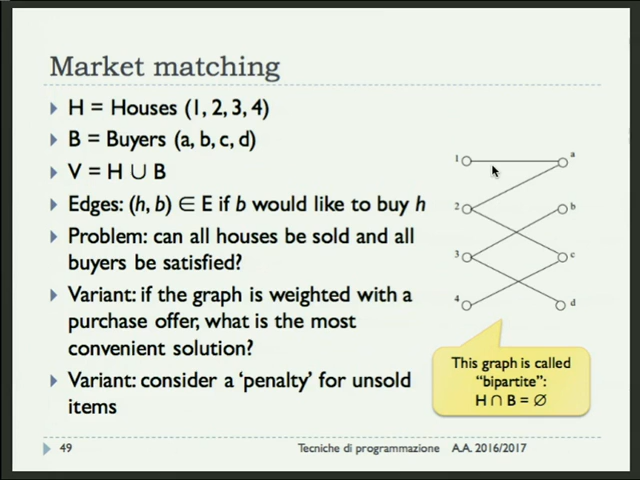 Market matching
H = Houses (1, 2, 3, 4)
B = Buyers (a, b, c, d)
V = H ∪ B
Edges: (h, b) ∈ E if b would like to buy h
Problem: can all houses be sold and all
buyers be satisfied?
Variant: if the graph is weighted with a
purchase offer, what is the most
convenient solution?
Variant: consider a ‘penalty’ for unsold
items
1
a
2
b
3
c
4
d
This graph is called
“bipartite”:
H ∩ B = ∅
49
Tecniche di programmazione A.A. 2016/2017